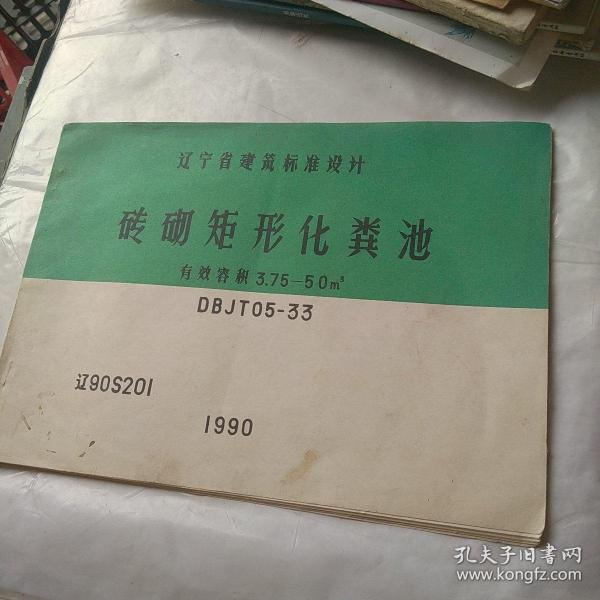 辽宁省建筑标准设计
砖砌矩形化粪池
有效容积3.75—50m³
DBJT05-33
辽90S201
1990
孔夫子旧书网
www.kongfz.com